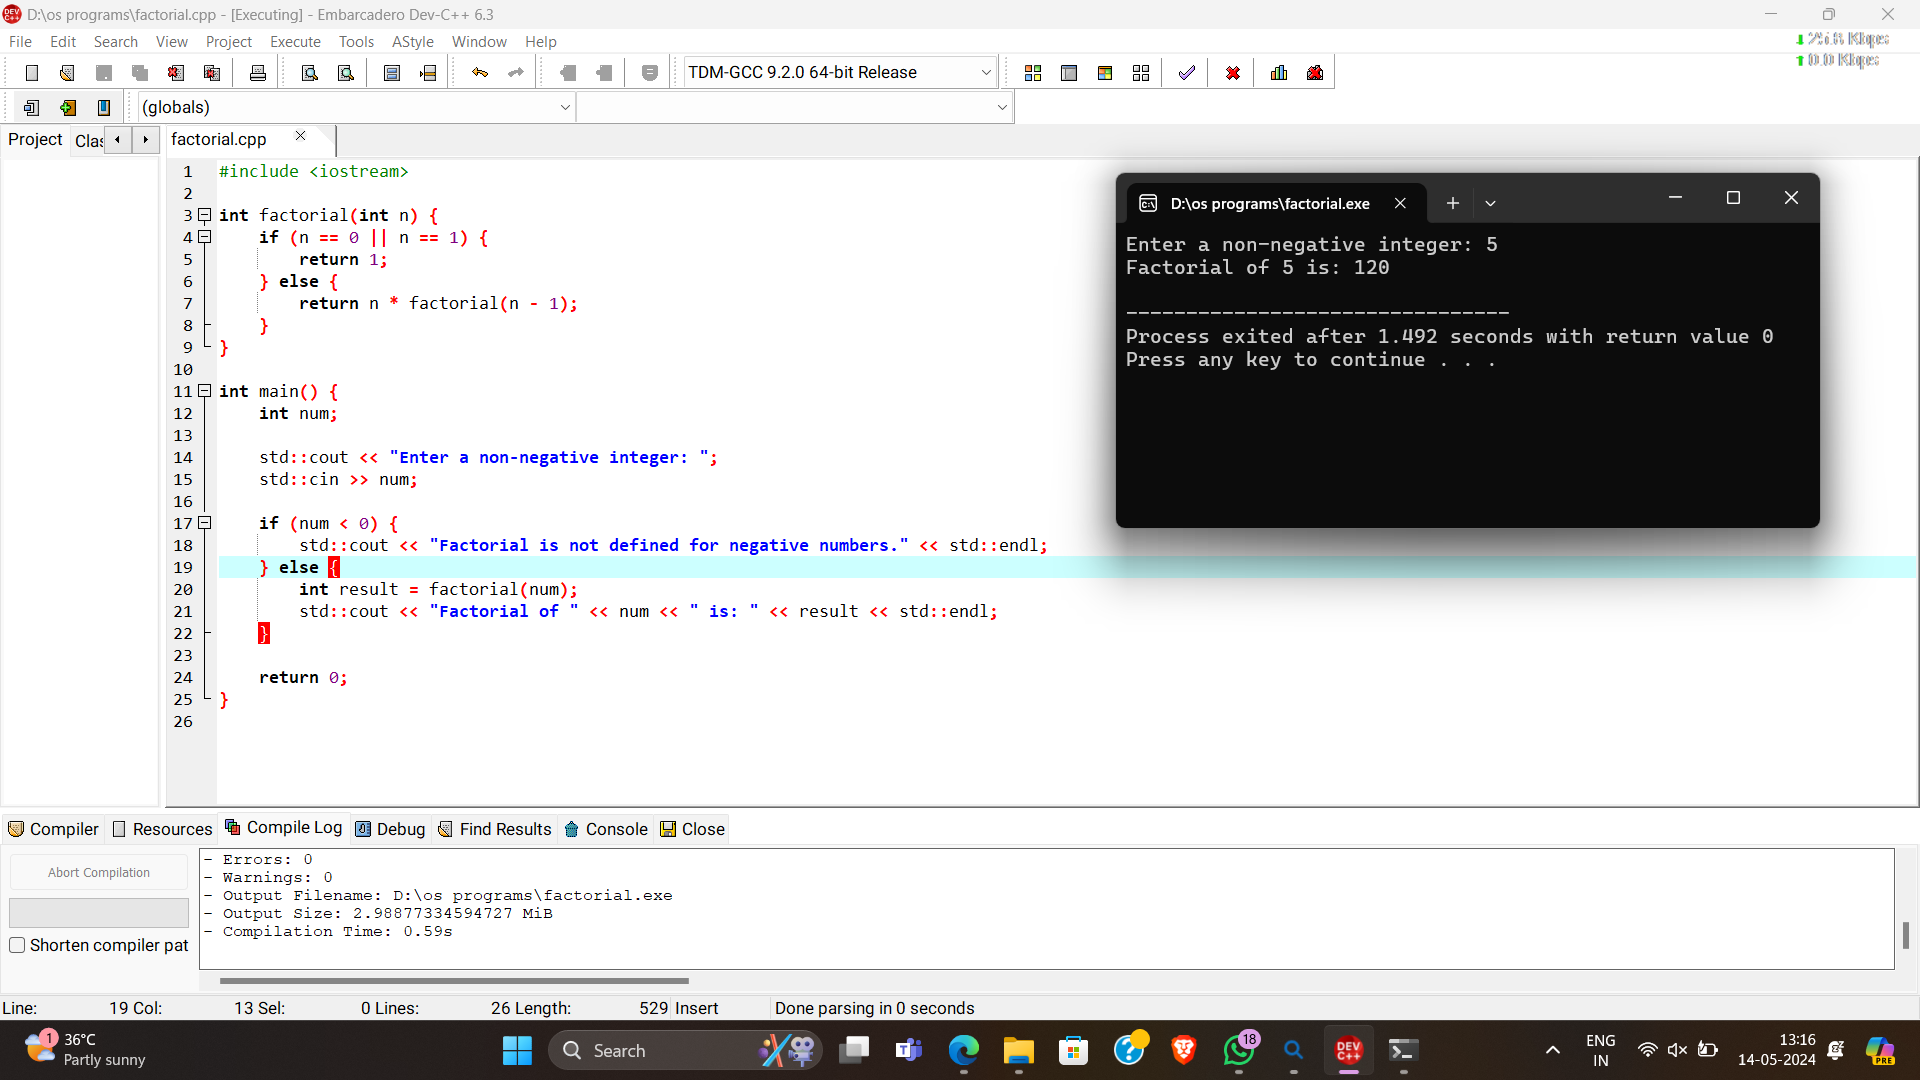 D:\os programs\factorial.cpp - [Executing] - Embarcadero Dev-C++ 6.3
File Edit Search View Project Execute Tools AStyle Window Help
TDM-GCC 9.2.0 64-bit Release
(globals)
Project Clas
factorial.cpp
1 #include <iostream>
2
3 int factorial(int n) {
4 if (n == 0 || n == 1) {
5 return 1;
6 } else {
7 return n * factorial(n - 1);
8 }
9 }
10
11 int main() {
12 int num;
13
14 std::cout << "Enter a non-negative integer: ";
15 std::cin >> num;
16
17 if (num < 0) {
18 std::cout << "Factorial is not defined for negative numbers." << std::endl;
19 } else {
20 int result = factorial(num);
21 std::cout << "Factorial of " << num << " is: " << result << std::endl;
22 }
23
24 return 0;
25 }
26
D:\os programs\factorial.exe
Enter a non-negative integer: 5
Factorial of 5 is: 120
--------------------------------
Process exited after 1.492 seconds with return value 0
Press any key to continue . . .
Compiler Resources Compile Log Debug Find Results Console Close
Abort Compilation
Shorten compiler pat
- Errors: 0
- Warnings: 0
- Output Filename: D:\os programs\factorial.exe
- Output Size: 2.98877334594727 MiB
- Compilation Time: 0.59s
Line: 19 Col: 13 Sel: 0 Lines: 26 Length: 529 Insert Done parsing in 0 seconds
1
36°C
Partly sunny
Search
18
DEV
C++
ENG
IN
13:16
14-05-2024
PRE